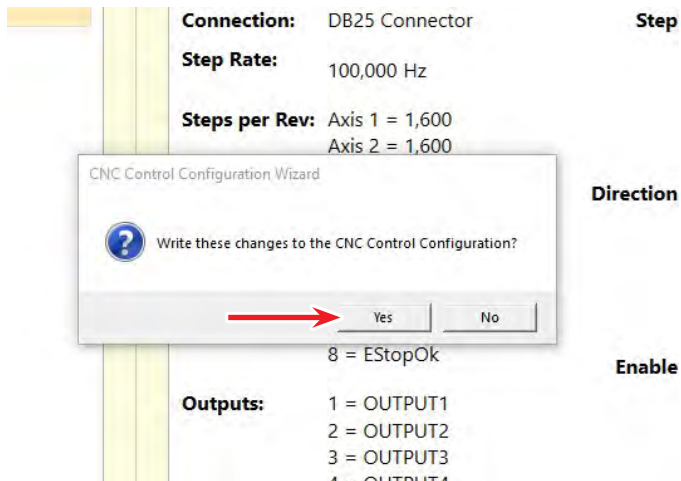 Connection: DB25 Connector Step
Step Rate: 100,000 Hz
Steps per Rev: Axis 1 = 1,600
Axis 2 = 1,600
CNC Control Configuration Wizard
Direction
Write these changes to the CNC Control Configuration?
Yes No
8 = EStopOk
Enable
Outputs: 1 = OUTPUT1
2 = OUTPUT2
3 = OUTPUT3
4 = OUTPUT4